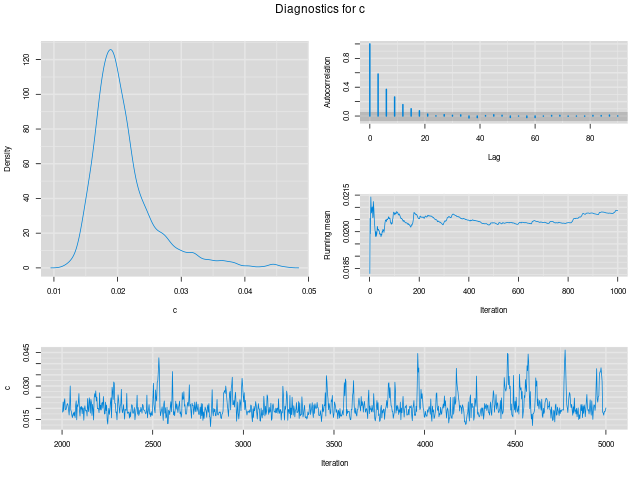 Diagnostics for c
Density
0 20 40 60 80 100 120
0.01 0.02 0.03 0.04 0.05
c
Autocorrelation
0.0 0.4 0.8
0 20 40 60 80
Lag
Running mean
0.0185 0.0200 0.0215
0 200 400 600 800 1000
Iteration
c
0.015 0.030 0.045
2000 2500 3000 3500 4000 4500 5000
Iteration